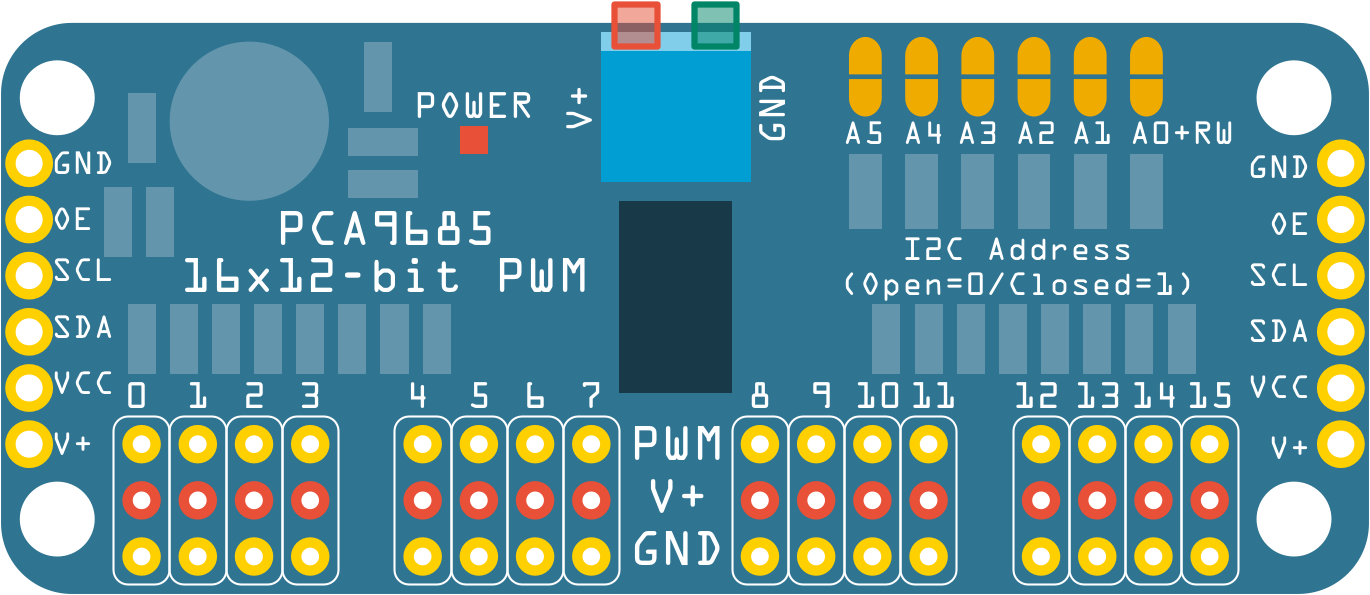 POWER
V+
GND
A5 A4 A3 A2 A1 A0+RW
GND
OE
SCL
SDA
VCC
V+
PCA9685
16x12-bit PWM
I2C Address
(Open=0/Closed=1)
GND
OE
SCL
SDA
VCC
V+
0 1 2 3 4 5 6 7 8 9 10 11 12 13 14 15
PWM
V+
GND